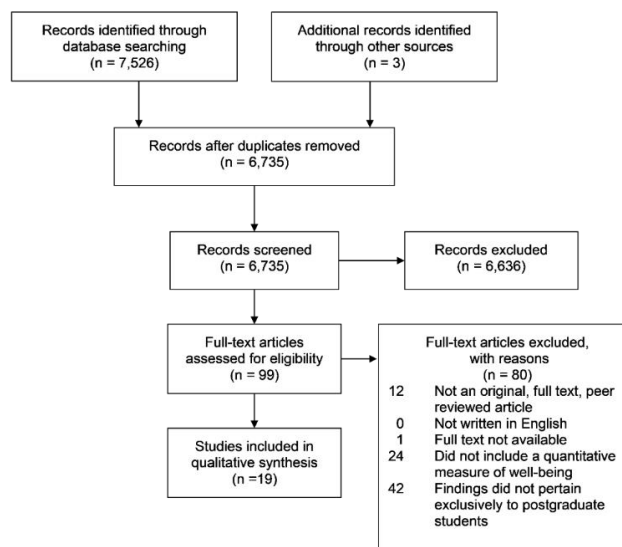 Records identified through
database searching
(n = 7,526)
Additional records identified
through other sources
(n = 3)
Records after duplicates removed
(n = 6,735)
Records screened
(n = 6,735)
Records excluded
(n = 6,636)
Full-text articles
assessed for eligibility
(n = 99)
Full-text articles excluded,
with reasons
(n = 80)
12 Not an original, full text, peer
reviewed article
0 Not written in English
1 Full text not available
24 Did not include a quantitative
measure of well-being
42 Findings did not pertain
exclusively to postgraduate
students
Studies included in
qualitative synthesis
(n =19)